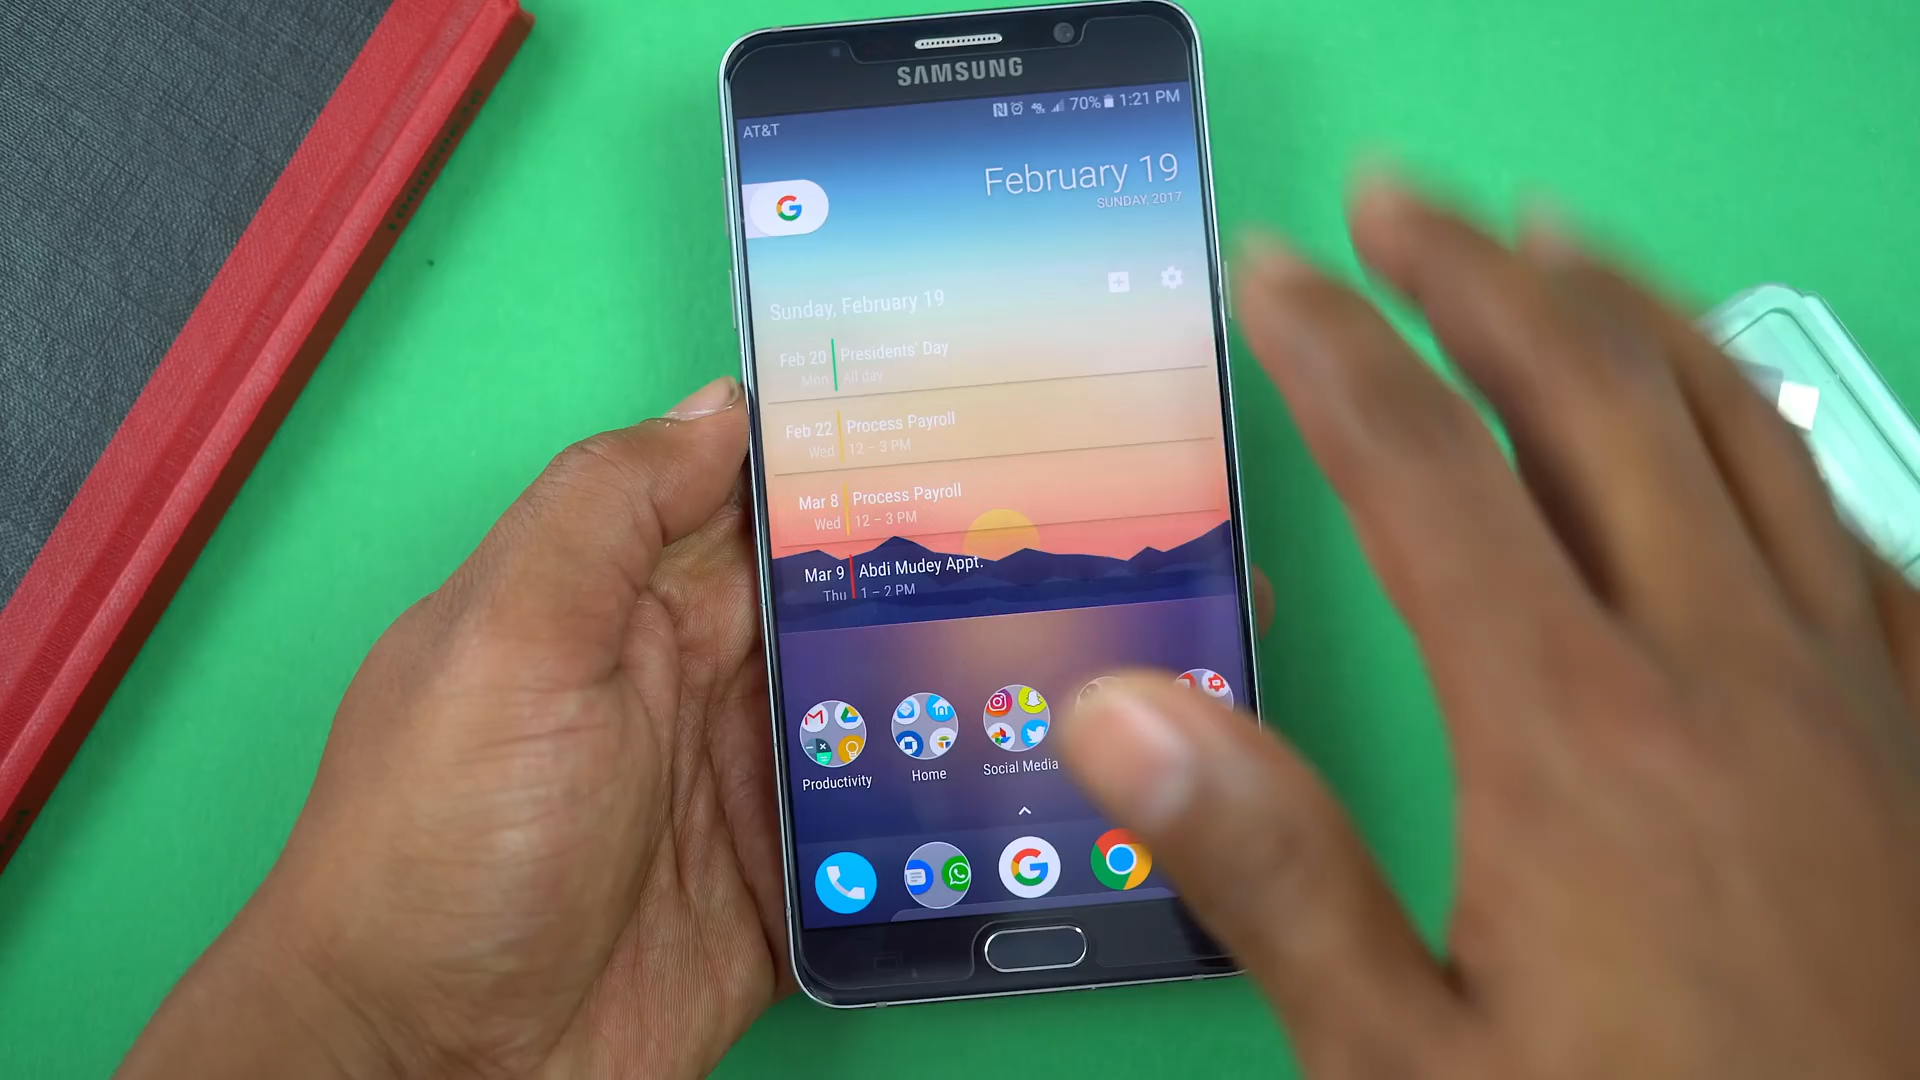 SAMSUNG
AT&T
70% 1:21 PM
February 19
SUNDAY, 2017
Sunday, February 19
Feb 20 Presidents' Day
Mon All day
Feb 22 Process Payroll
Wed 12 – 3 PM
Mar 8 Process Payroll
Wed 12 – 3 PM
Mar 9 Abdi Mudey Appt.
Thu 1 – 2 PM
Productivity
Home
Social Media